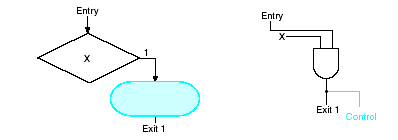 Entry
X
1
Exit 1
Entry
X
Exit 1
Control